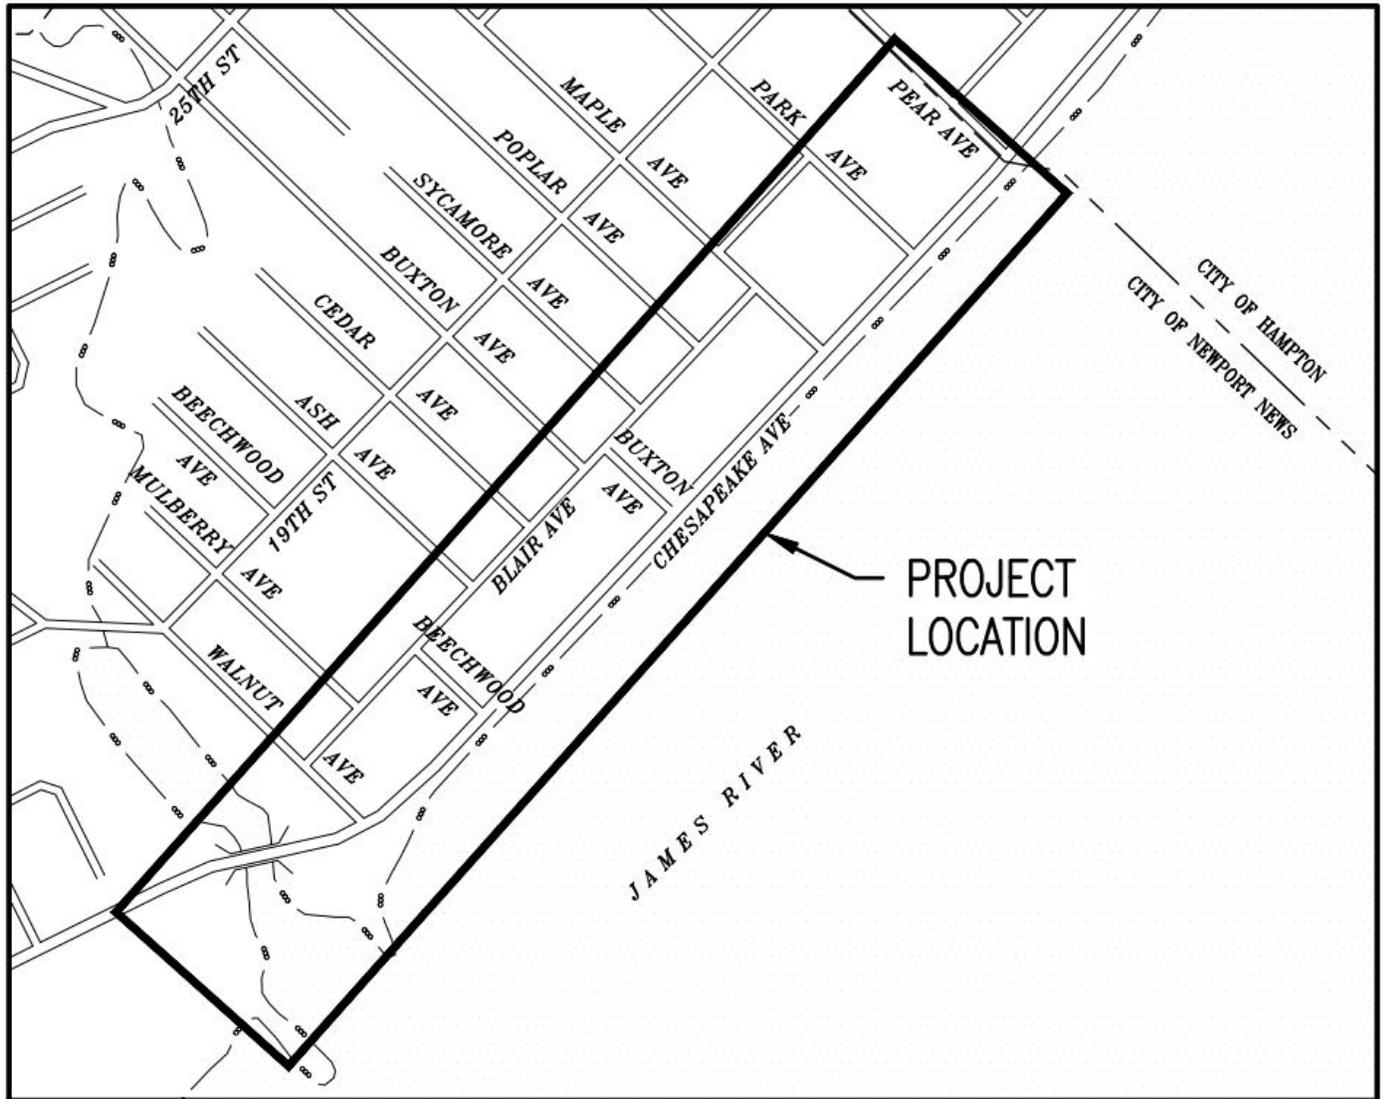 25TH ST
MAPLE
AVE
PARK
AVE
PEAR AVE
POPLAR
AVE
SYCAMORE
AVE
BUXTON
AVE
CEDAR
AVE
ASH
AVE
BEECHWOOD
AVE
MULBERRY
AVE
19TH ST
WALNUT
AVE
BUXTON
AVE
BLAIR AVE
CHESAPEAKE AVE
BEECHWOOD
AVE
CITY OF HAMPTON
CITY OF NEWPORT NEWS
PROJECT
LOCATION
JAMES RIVER